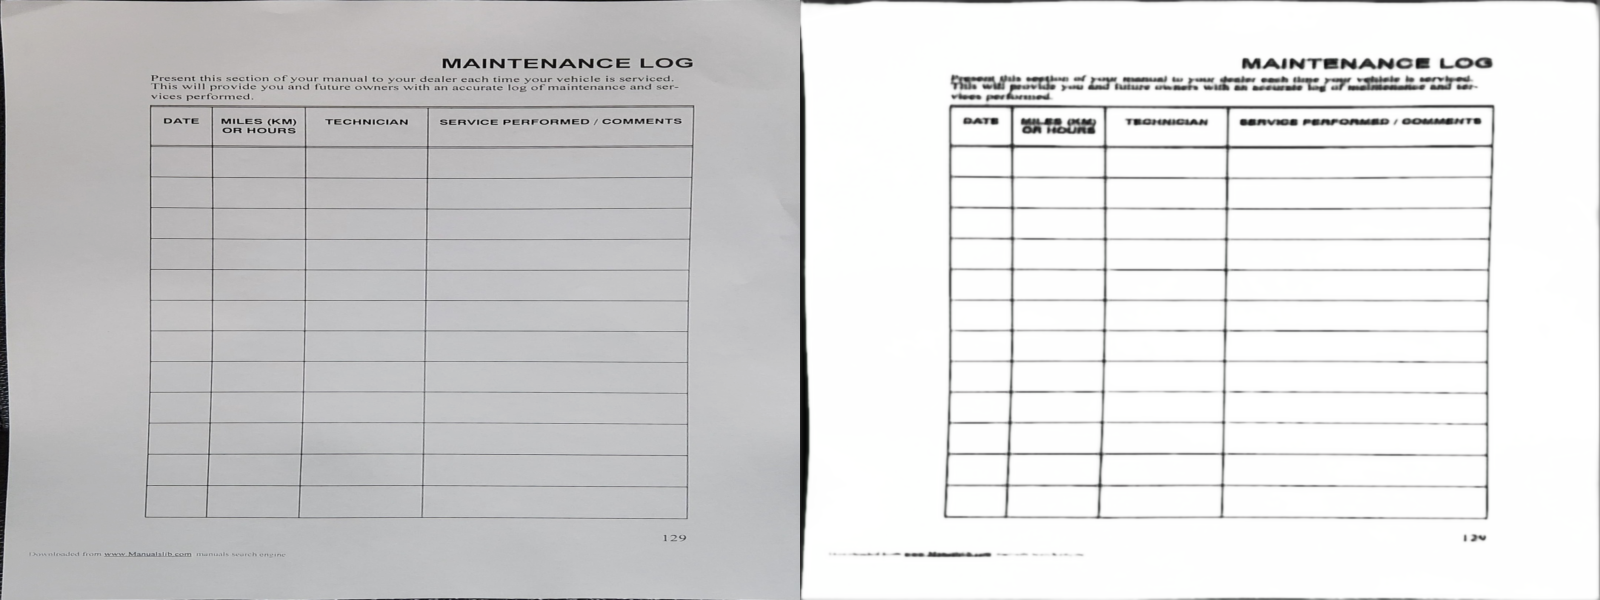 MAINTENANCE LOG
Present this section of your manual to your dealer each time your vehicle is serviced.
This will provide you and future owners with an accurate log of maintenance and ser-
vices performed.
DATE MILES (KM) OR HOURS TECHNICIAN SERVICE PERFORMED / COMMENTS
129
Downloaded from www.Manualslib.com manuals search engine
MAINTENANCE LOG
Present this section of your manual to your dealer each time your vehicle is serviced.
This will provide you and future owners with an accurate log of maintenance and ser-
vices performed.
DATE MILES (KM) OR HOURS TECHNICIAN SERVICE PERFORMED / COMMENTS
129
www.Manualslib.com